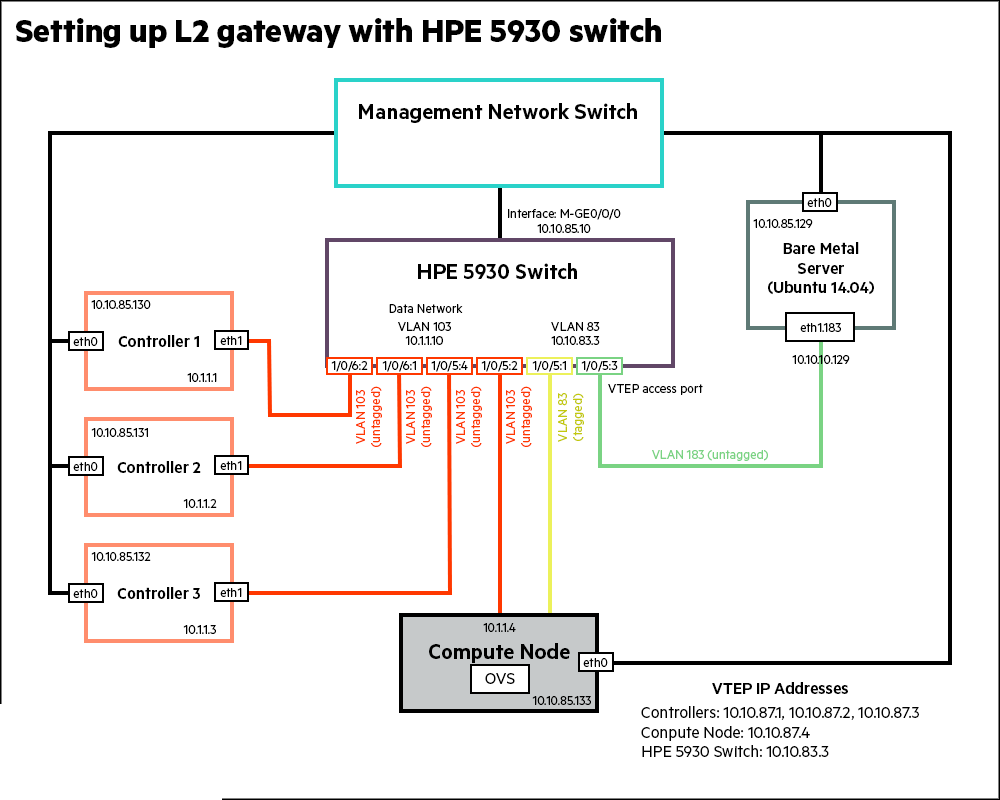 Setting up L2 gateway with HPE 5930 switch
Management Network Switch
Interface: M-GE0/0/0
10.10.85.10
eth0
10.10.85.129
Bare Metal
Server
(Ubuntu 14.04)
eth1.183
10.10.10.129
HPE 5930 Switch
Data Network
VLAN 103
10.1.1.10
VLAN 83
10.10.83.3
1/0/6:2
1/0/6:1
1/0/5:4
1/0/5:2
1/0/5:1
1/0/5:3
VTEP access port
VLAN 103
(untagged)
VLAN 103
(untagged)
VLAN 103
(untagged)
VLAN 103
(untagged)
VLAN 83
(tagged)
VLAN 183 (untagged)
10.10.85.130
eth0
Controller 1
eth1
10.1.1.1
10.10.85.131
eth0
Controller 2
eth1
10.1.1.2
10.10.85.132
eth0
Controller 3
eth1
10.1.1.3
10.1.1.4
Compute Node
eth0
OVS
10.10.85.133
VTEP IP Addresses
Controllers: 10.10.87.1, 10.10.87.2, 10.10.87.3
Conpute Node: 10.10.87.4
HPE 5930 Switch: 10.10.83.3